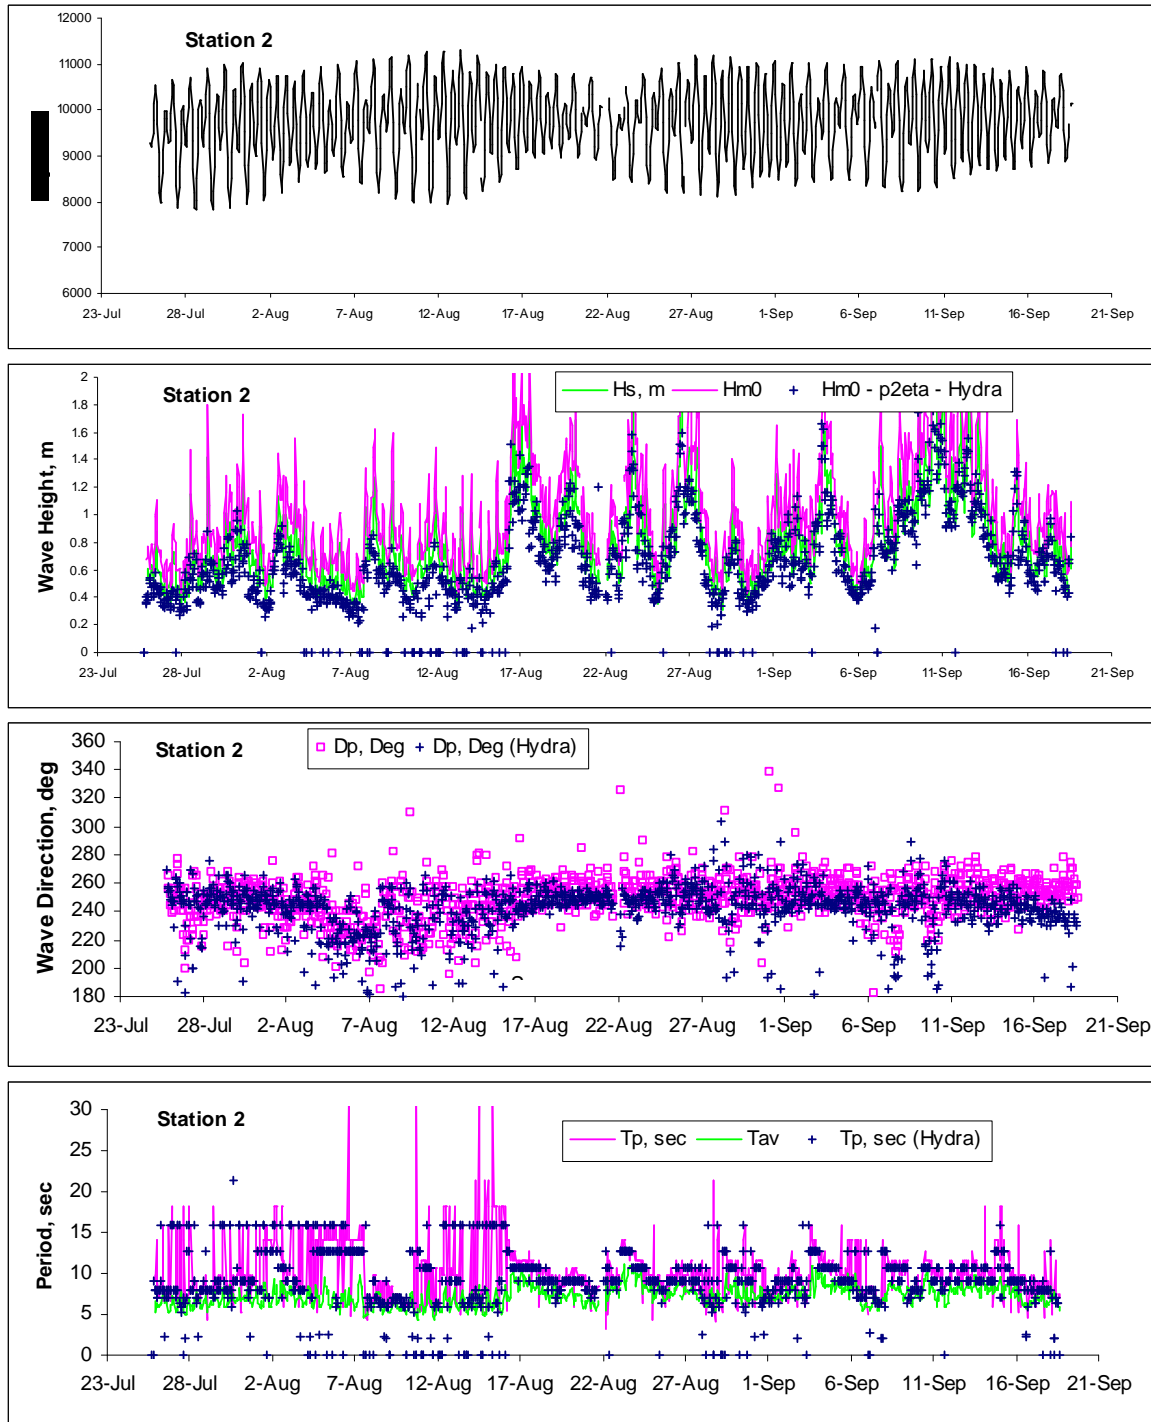 Station 2
12000
11000
10000
9000
8000
7000
6000
23-Jul 28-Jul 2-Aug 7-Aug 12-Aug 17-Aug 22-Aug 27-Aug 1-Sep 6-Sep 11-Sep 16-Sep 21-Sep
Station 2
Hs, m Hm0 Hm0 - p2eta - Hydra
Wave Height, m
2
1.8
1.6
1.4
1.2
1
0.8
0.6
0.4
0.2
0
23-Jul 28-Jul 2-Aug 7-Aug 12-Aug 17-Aug 22-Aug 27-Aug 1-Sep 6-Sep 11-Sep 16-Sep 21-Sep
Station 2
Dp, Deg Dp, Deg (Hydra)
Wave Direction, deg
360
340
320
300
280
260
240
220
200
180
23-Jul 28-Jul 2-Aug 7-Aug 12-Aug 17-Aug 22-Aug 27-Aug 1-Sep 6-Sep 11-Sep 16-Sep 21-Sep
Station 2
Tp, sec Tav Tp, sec (Hydra)
Period, sec
30
25
20
15
10
5
0
23-Jul 28-Jul 2-Aug 7-Aug 12-Aug 17-Aug 22-Aug 27-Aug 1-Sep 6-Sep 11-Sep 16-Sep 21-Sep